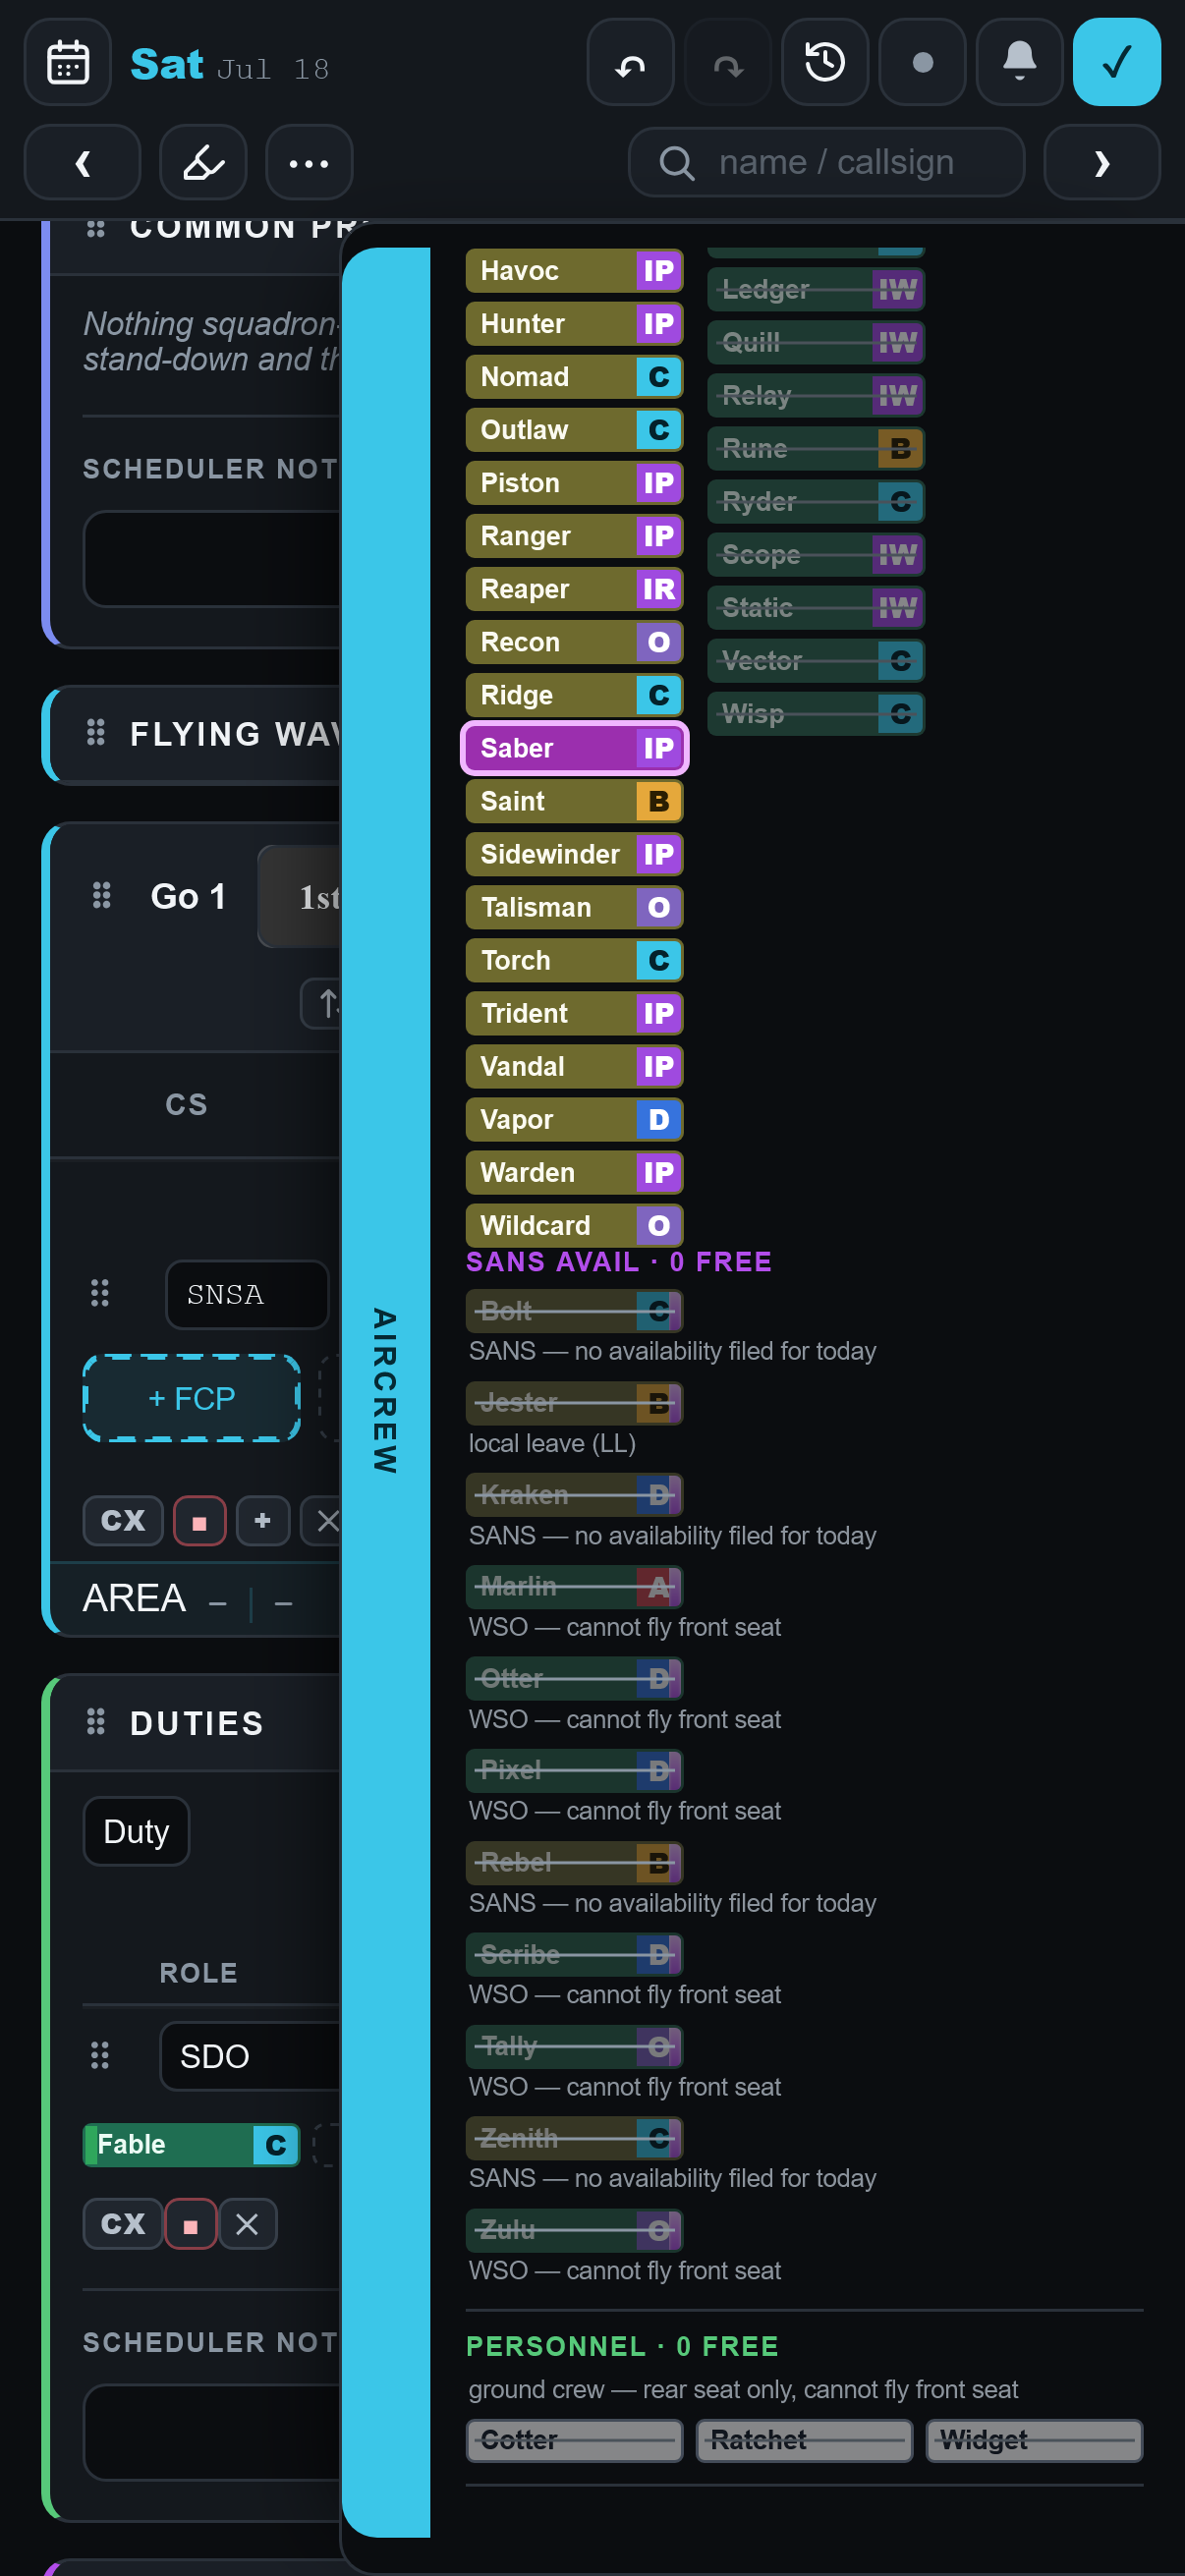 Sat Jul 18
name / callsign
COMMON PR
Nothing squadron-
stand-down and th
SCHEDULER NOT
FLYING WAV
Go 1 1st
CS
SNSA
+ FCP
CX +
AREA – | –
DUTIES
Duty
ROLE
SDO
Fable C
CX
SCHEDULER NOT
AIRCREW
Havoc IP
Hunter IP
Nomad C
Outlaw C
Piston IP
Ranger IP
Reaper IR
Recon O
Ridge C
Saber IP
Saint B
Sidewinder IP
Talisman O
Torch C
Trident IP
Vandal IP
Vapor D
Warden IP
Wildcard O
Ledger IW
Quill IW
Relay IW
Rune B
Ryder C
Scope IW
Static IW
Vector C
Wisp C
SANS AVAIL · 0 FREE
Bolt C
SANS — no availability filed for today
Jester B
local leave (LL)
Kraken D
SANS — no availability filed for today
Marlin A
WSO — cannot fly front seat
Otter D
WSO — cannot fly front seat
Pixel D
WSO — cannot fly front seat
Rebel B
SANS — no availability filed for today
Scribe D
WSO — cannot fly front seat
Tally O
WSO — cannot fly front seat
Zenith C
SANS — no availability filed for today
Zulu O
WSO — cannot fly front seat
PERSONNEL · 0 FREE
ground crew — rear seat only, cannot fly front seat
Cotter Ratchet Widget